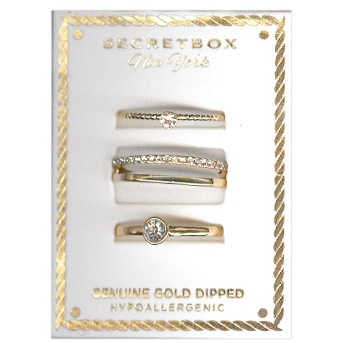 SECRETBOX
New York
GENUINE GOLD DIPPED
HYPOALLERGENIC